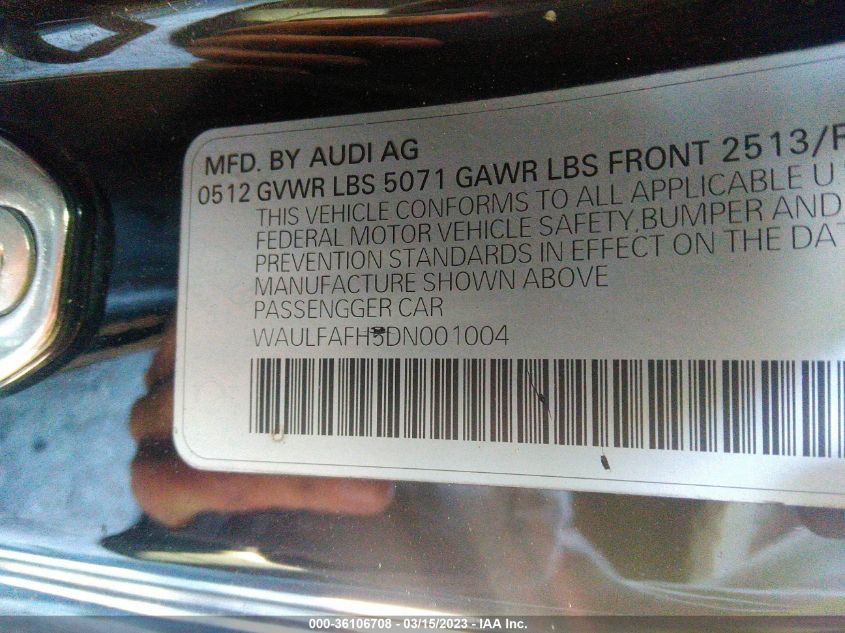 MFD. BY AUDI AG
0512 GVWR LBS 5071 GAWR LBS FRONT 2513/
THIS VEHICLE CONFORMS TO ALL APPLICABLE U
FEDERAL MOTOR VEHICLE SAFETY,BUMPER AND
PREVENTION STANDARDS IN EFFECT ON THE DAT
MANUFACTURE SHOWN ABOVE
PASSENGGER CAR
WAULFAFH5DN001004
000-36106708 - 03/15/2023 - IAA Inc.